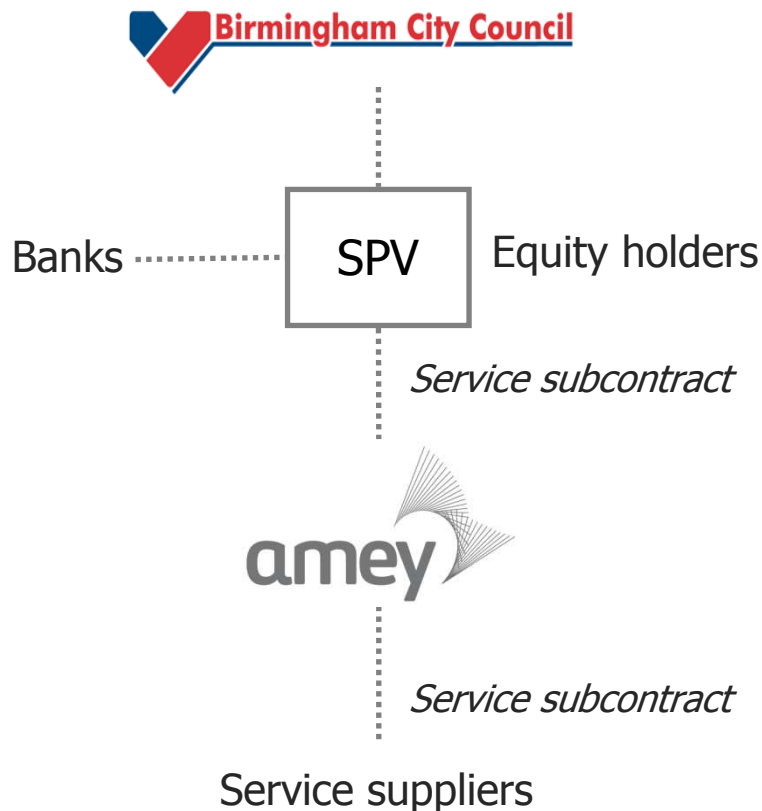 Birmingham City Council
Banks
SPV
Equity holders
Service subcontract
amey
Service subcontract
Service suppliers